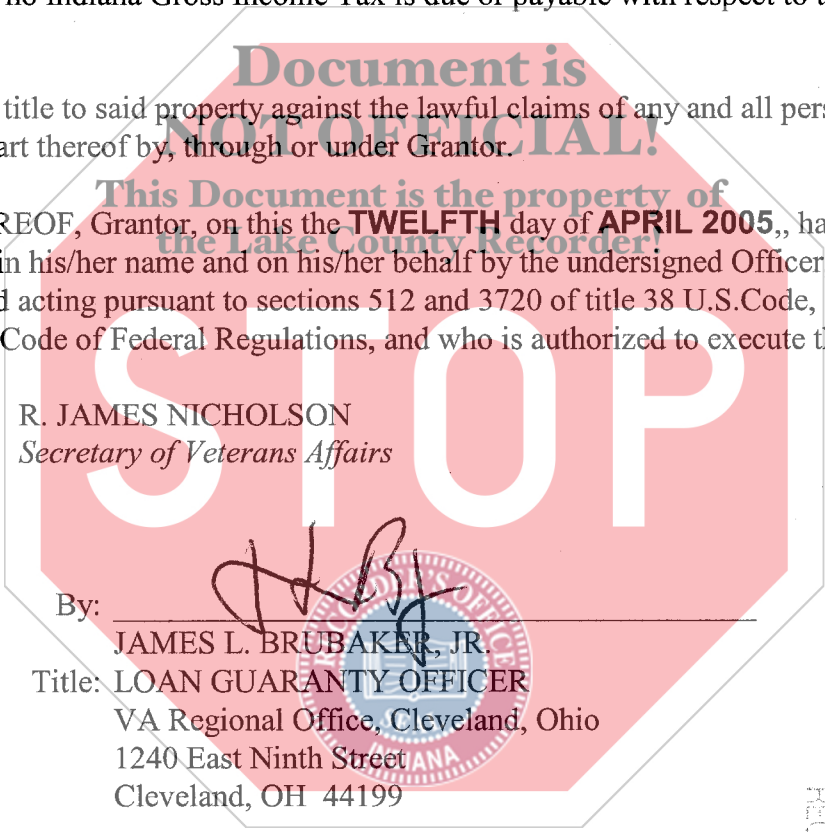 no Indiana Gross Income Tax is due or payable with respect to t
Document is
title to said property against the lawful claims of any and all pers
NOT OFFICIAL!
art thereof by, through or under Grantor.
This Document is the property of
REOF, Grantor, on this the TWELFTH day of APRIL 2005,, ha
the Lake County Recorder!
in his/her name and on his/her behalf by the undersigned Officer
d acting pursuant to sections 512 and 3720 of title 38 U.S.Code,
Code of Federal Regulations, and who is authorized to execute th
STOP
R. JAMES NICHOLSON
Secretary of Veterans Affairs
By:
RECORDER'S OFFICE
JAMES L. BRUBAKER, JR.
Title: LOAN GUARANTY OFFICER
VA Regional Office, Cleveland, Ohio
INDIANA
1240 East Ninth Street
Cleveland, OH 44199